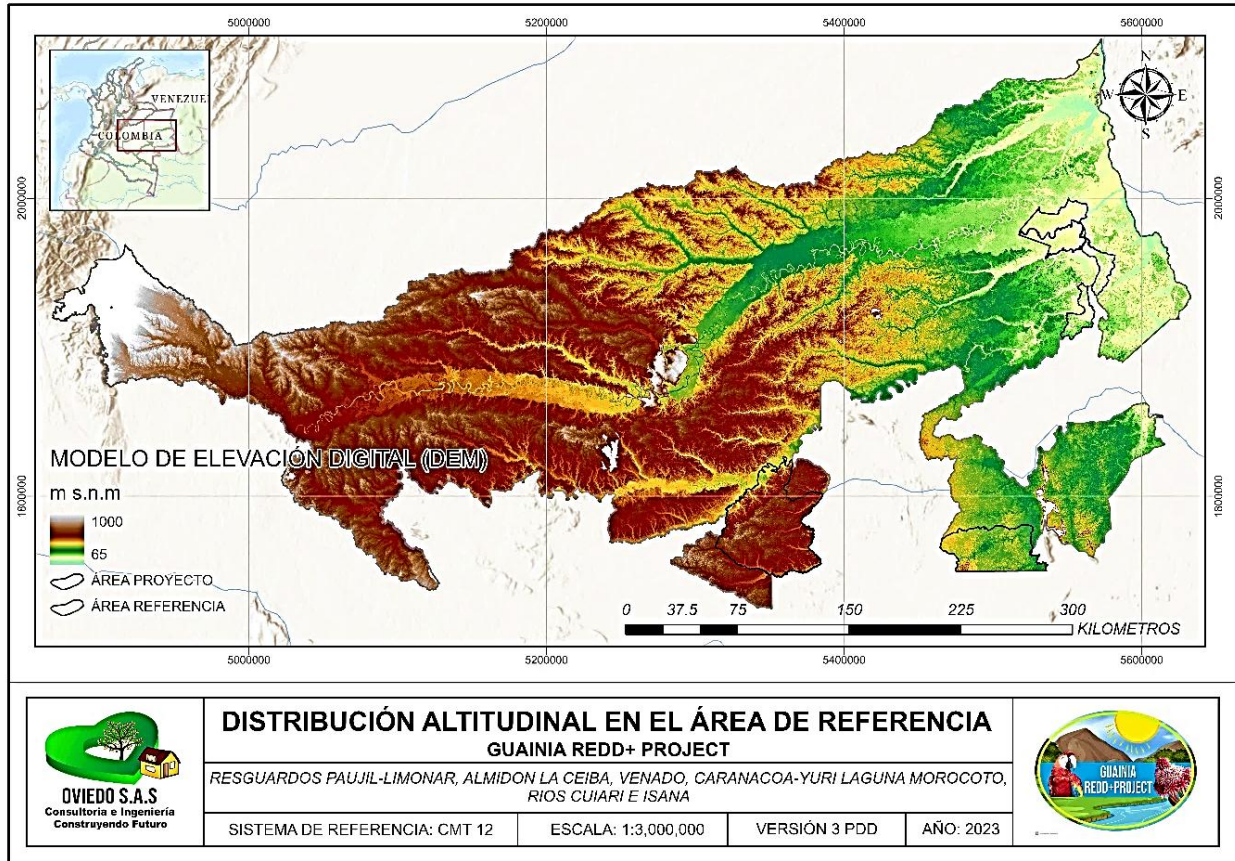 5000000 5200000 5400000 5600000
VENEZUEL
COLOMBIA
N
W E
S
2000000 2000000
MODELO DE ELEVACIÓN DIGITAL (DEM)
m s.n.m
1000
65
ÁREA PROYECTO
ÁREA REFERENCIA
1800000 1800000
0 37.5 75 150 225 300
KILOMETROS
5000000 5200000 5400000 5600000
OVIEDO S.A.S
Consultoria e Ingeniería
Construyendo Futuro
DISTRIBUCIÓN ALTITUDINAL EN EL ÁREA DE REFERENCIA
GUAINIA REDD+ PROJECT
RESGUARDOS PAUJIL-LIMONAR, ALMIDON LA CEIBA, VENADO, CARANACOA-YURI LAGUNA MOROCOTO,
RIOS CUIARI E ISANA
SISTEMA DE REFERENCIA: CMT 12 ESCALA: 1:3,000,000 VERSIÓN 3 PDD AÑO: 2023
GUAINIA
REDD+PROJECT